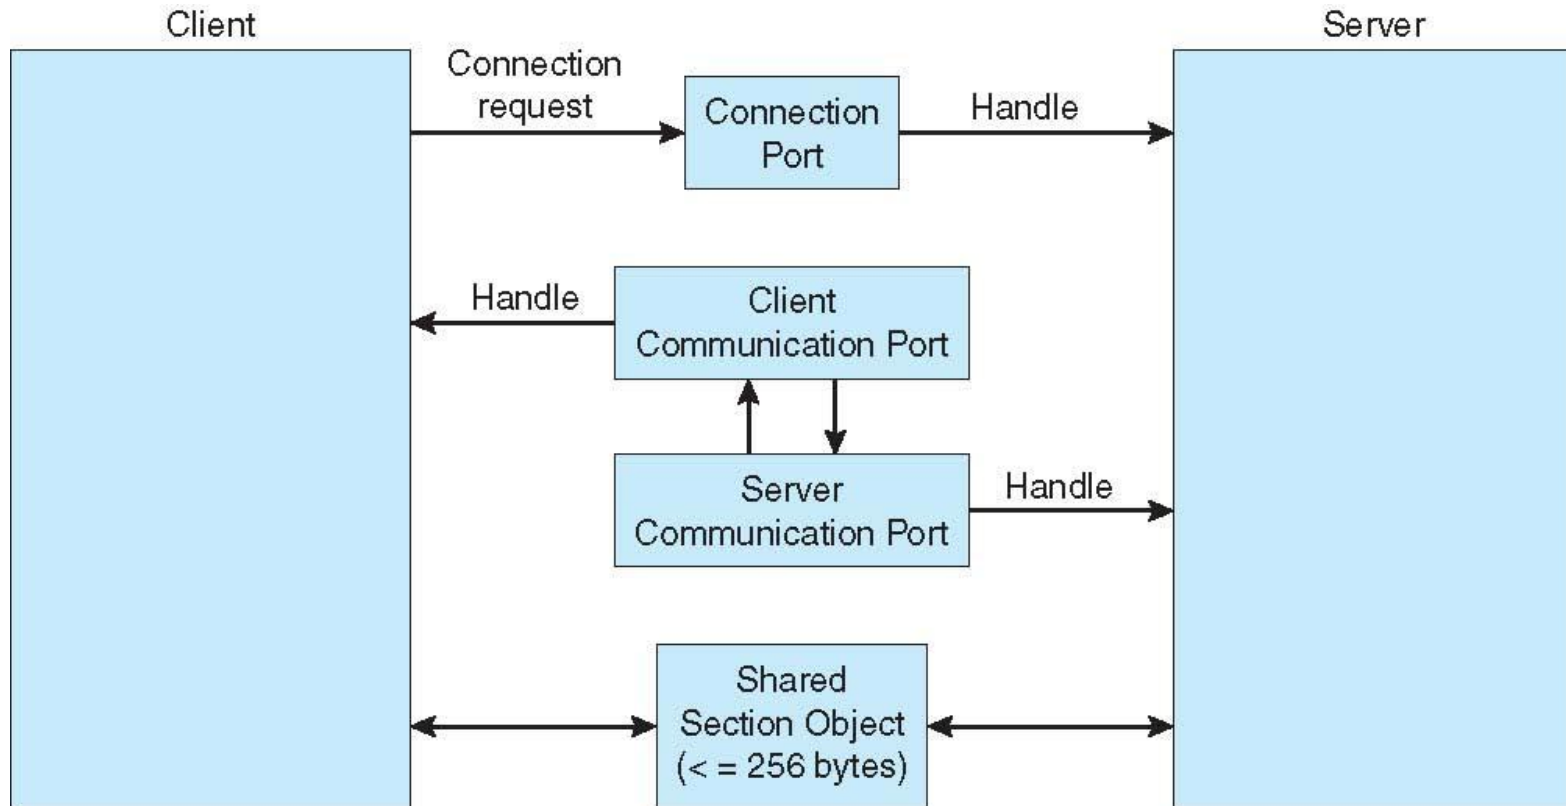 Client
Server
Connection
request
Connection
Port
Handle
Handle
Client
Communication Port
Server
Communication Port
Handle
Shared
Section Object
(< = 256 bytes)